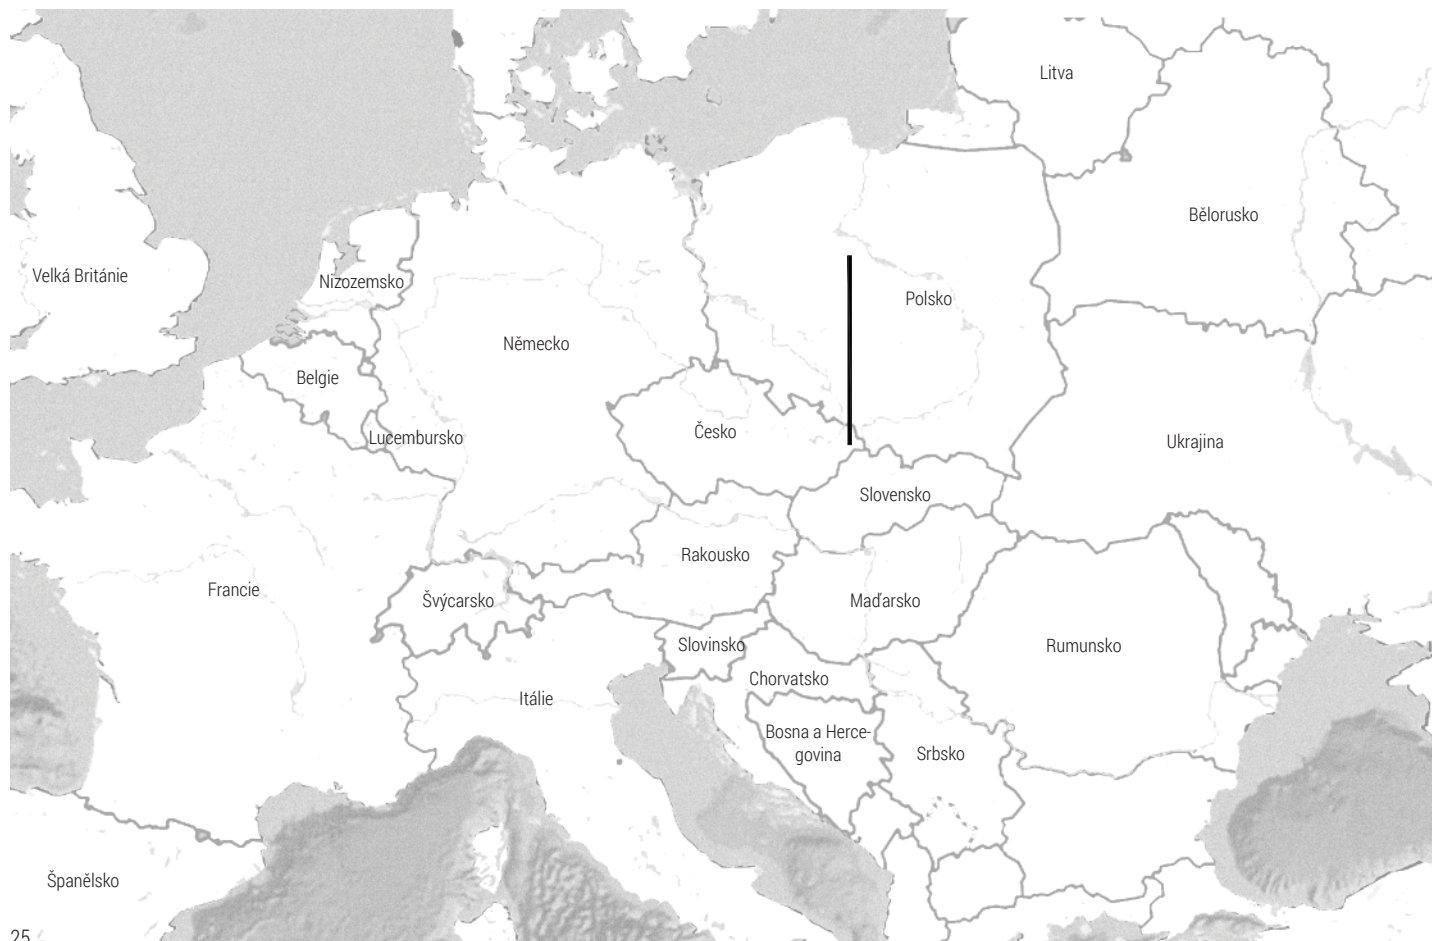 Litva
Bělorusko
Velká Británie
Nizozemsko
Polsko
Německo
Belgie
Česko
Lucembursko
Ukrajina
Slovensko
Rakousko
Francie
Švýcarsko
Maďarsko
Slovinsko
Rumunsko
Chorvatsko
Itálie
Bosna a Herce-
govina
Srbsko
Španělsko
25